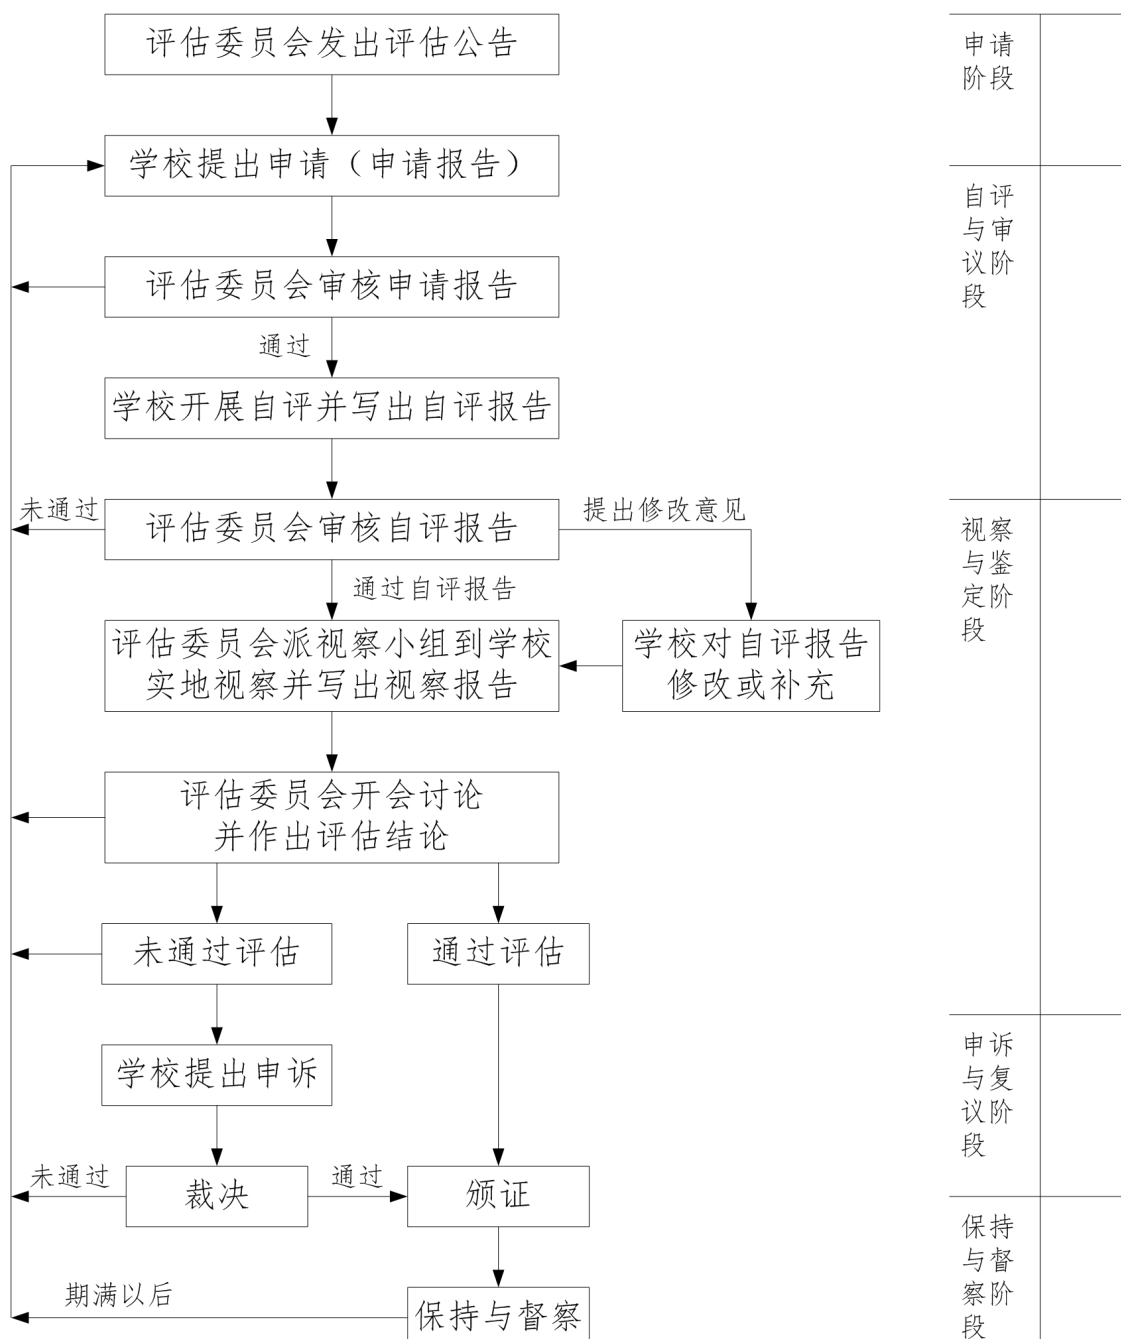 评估委员会发出评估公告
学校提出申请（申请报告）
评估委员会审核申请报告
通过
学校开展自评并写出自评报告
未通过
评估委员会审核自评报告
提出修改意见
通过自评报告
评估委员会派视察小组到学校
实地视察并写出视察报告
学校对自评报告
修改或补充
评估委员会开会讨论
并作出评估结论
未通过评估
通过评估
学校提出申诉
未通过
裁决
通过
颁证
期满以后
保持与督察
申请
阶段
自评
与审
议阶
段
视察
与鉴
定阶
段
申诉
与复
议阶
段
保持
与督
察阶
段